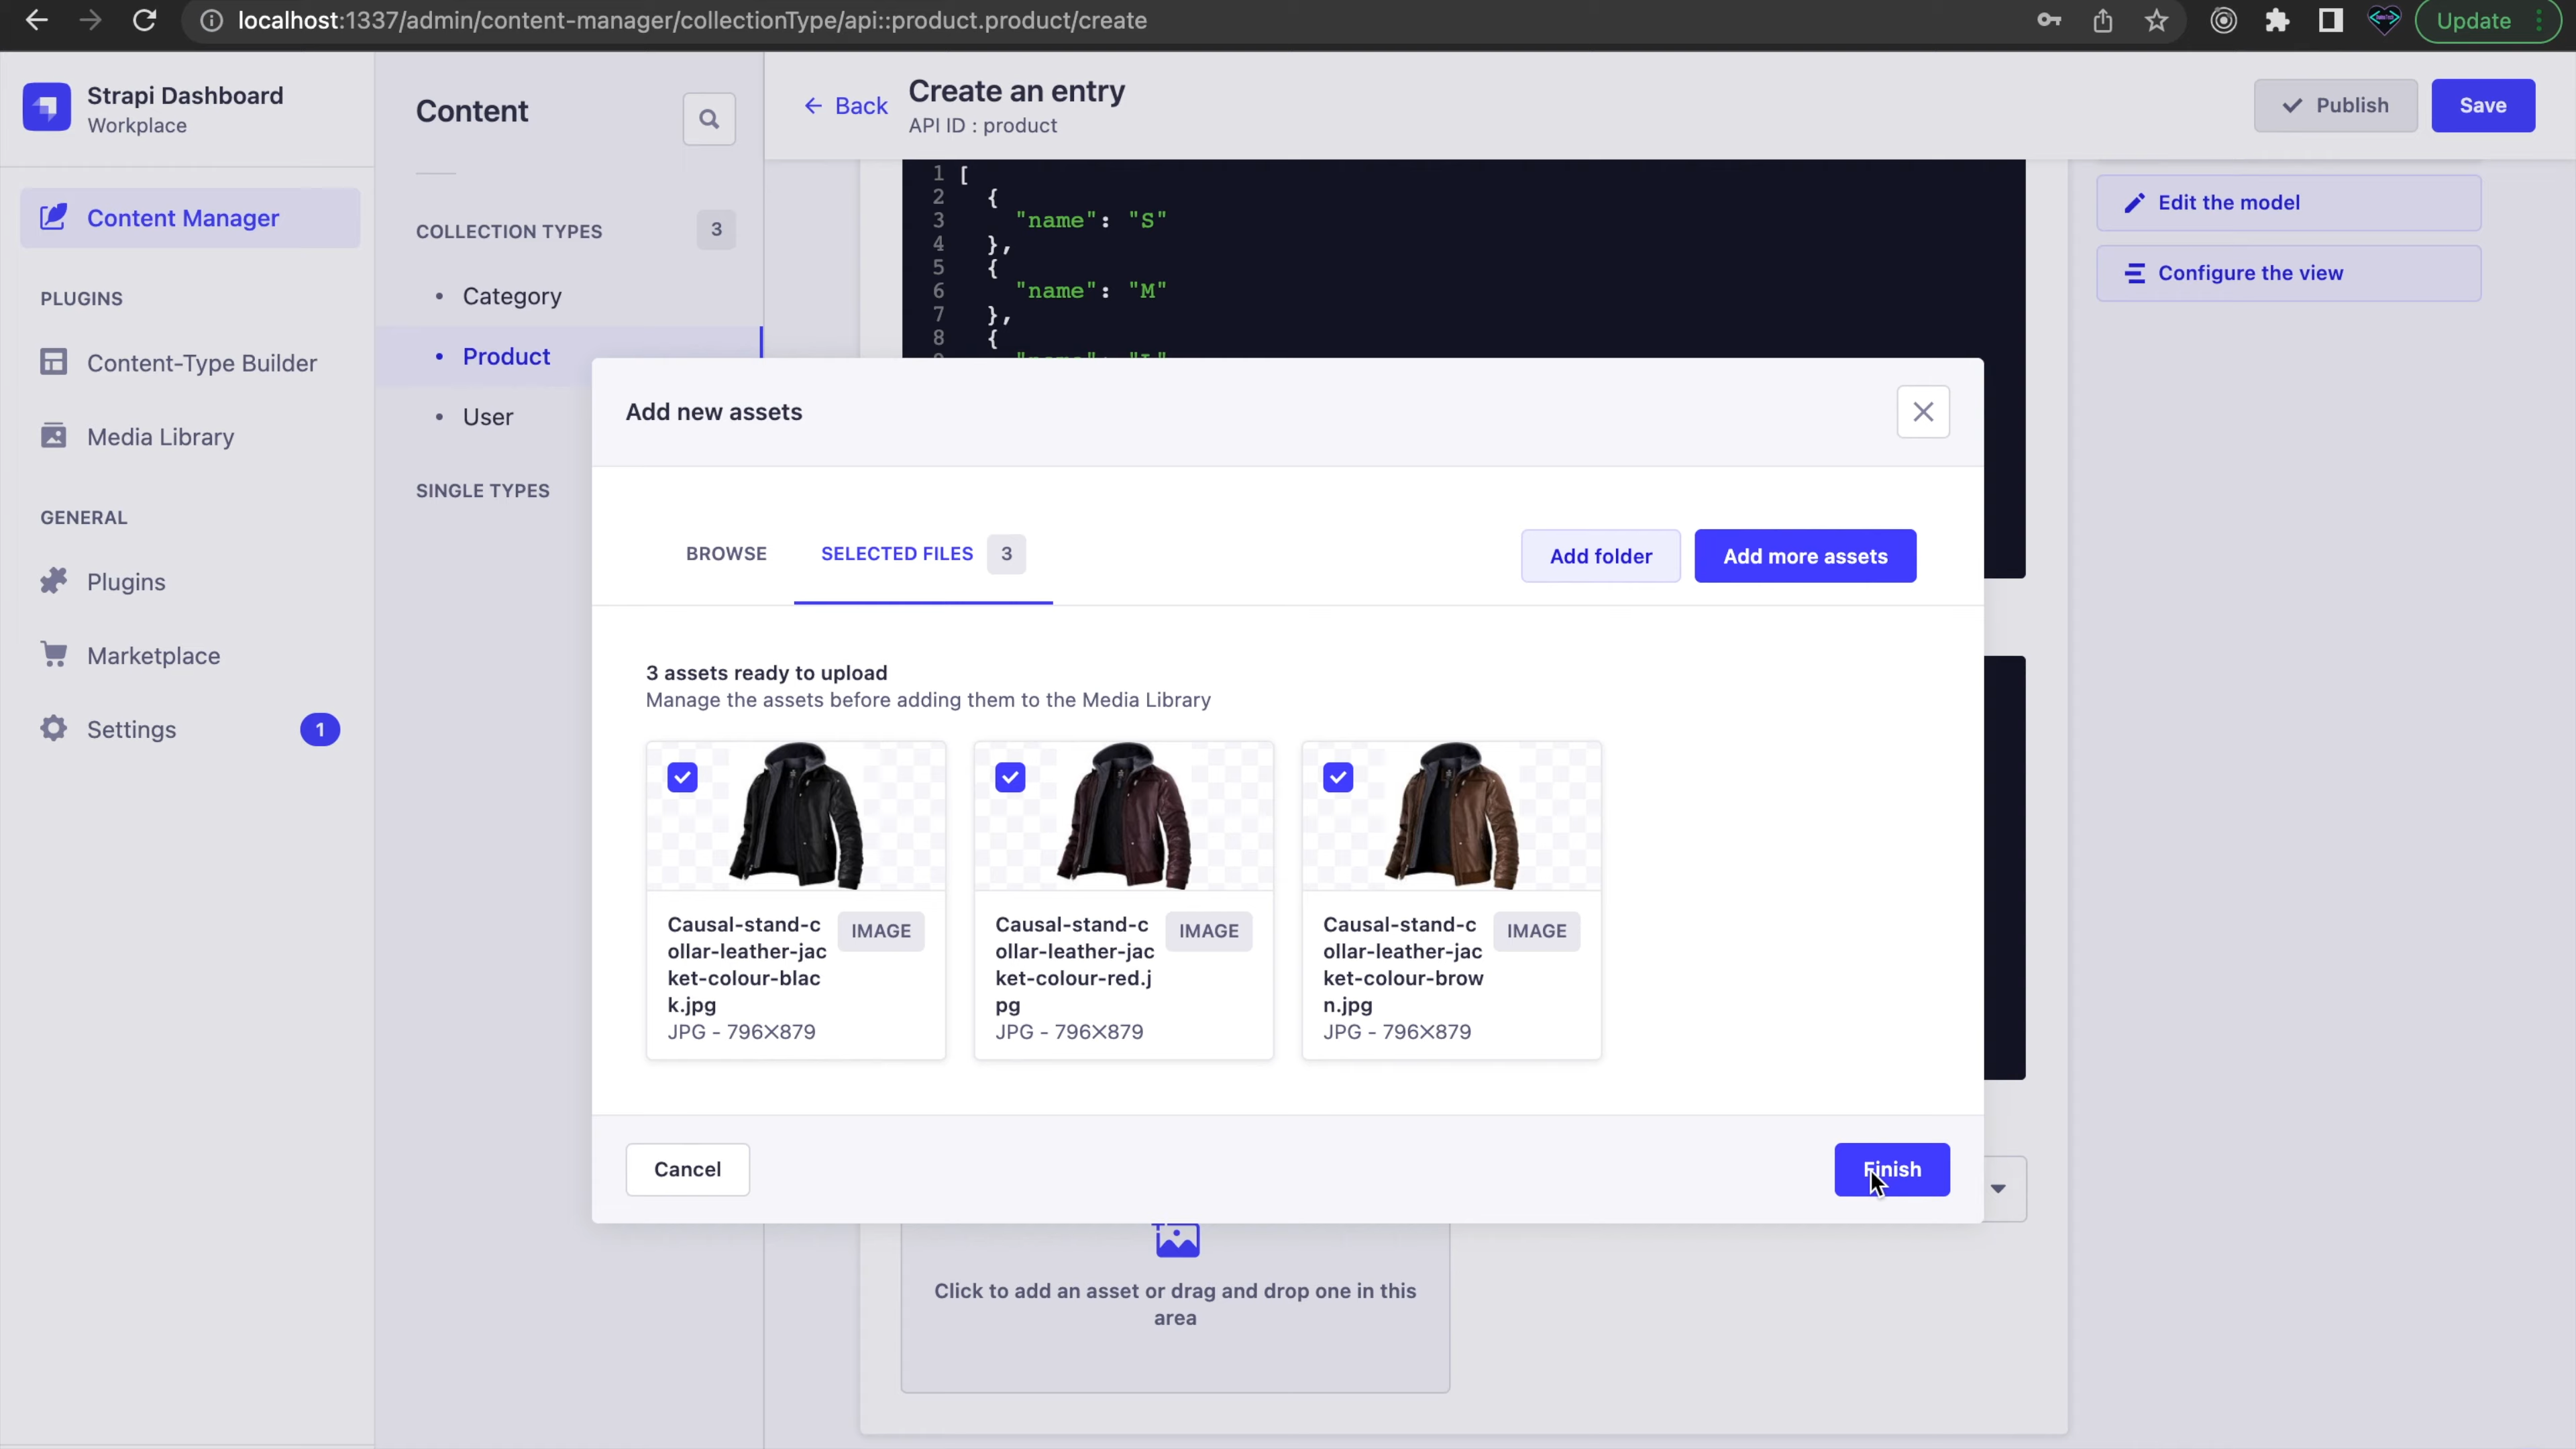 localhost:1337/admin/content-manager/collectionType/api::product.product/create
Update
Strapi Dashboard
Workplace
Content Manager
PLUGINS
Content-Type Builder
Media Library
GENERAL
Plugins
Marketplace
Settings
1
Content
COLLECTION TYPES
3
Category
Product
User
SINGLE TYPES
Back
Create an entry
API ID : product
Publish
Save
1 [
2 {
3 "name": "S"
4 },
5 {
6 "name": "M"
7 },
8 {
Edit the model
Configure the view
Add new assets
BROWSE
SELECTED FILES 3
Add folder
Add more assets
3 assets ready to upload
Manage the assets before adding them to the Media Library
Causal-stand-c
ollar-leather-jac
ket-colour-blac
k.jpg
JPG - 796✕879
IMAGE
Causal-stand-c
ollar-leather-jac
ket-colour-red.j
pg
JPG - 796✕879
IMAGE
Causal-stand-c
ollar-leather-jac
ket-colour-brow
n.jpg
JPG - 796✕879
IMAGE
Cancel
Finish
Click to add an asset or drag and drop one in this
area